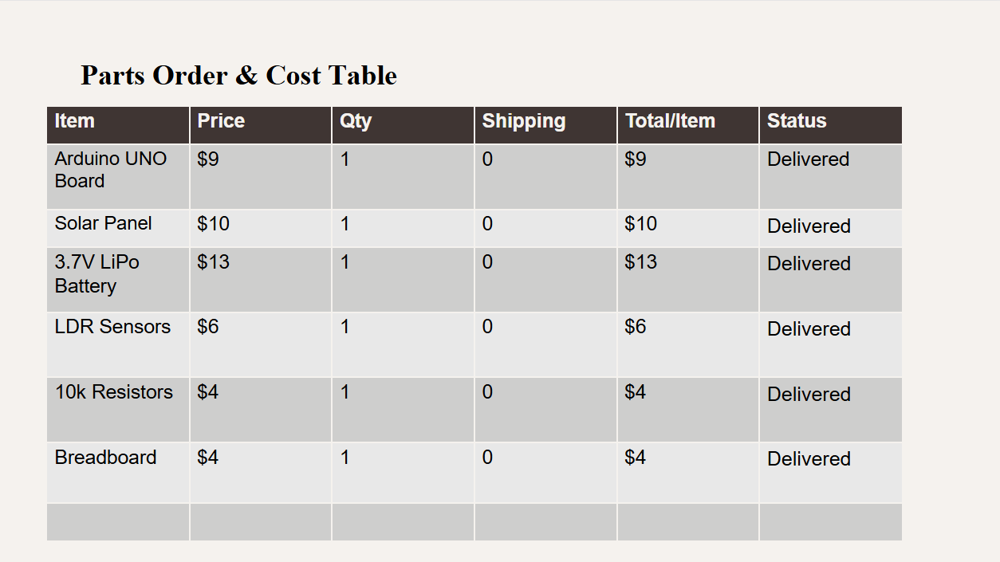 Parts Order & Cost Table
Item Price Qty Shipping Total/Item Status
Arduino UNO $9 1 0 $9 Delivered
Board
Solar Panel $10 1 0 $10 Delivered
3.7V LiPo $13 1 0 $13 Delivered
Battery
LDR Sensors $6 1 0 $6 Delivered
10k Resistors $4 1 0 $4 Delivered
Breadboard $4 1 0 $4 Delivered